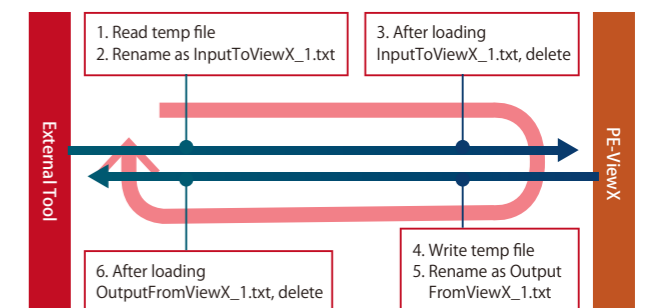 1. Read temp file
2. Rename as InputToViewX_1.txt
3. After loading
InputToViewX_1.txt, delete
External Tool
PE-ViewX
6. After loading
OutputFromViewX_1.txt, delete
4. Write temp file
5. Rename as Output
FromViewX_1.txt